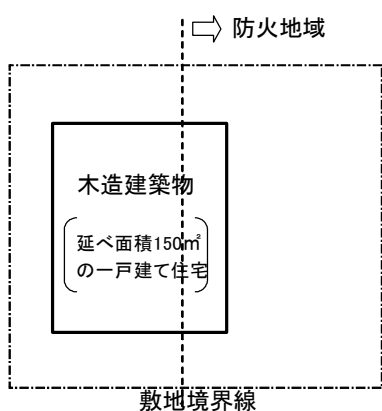 防火地域
木造建築物
延べ面積150㎡
の一戸建て住宅
敷地境界線